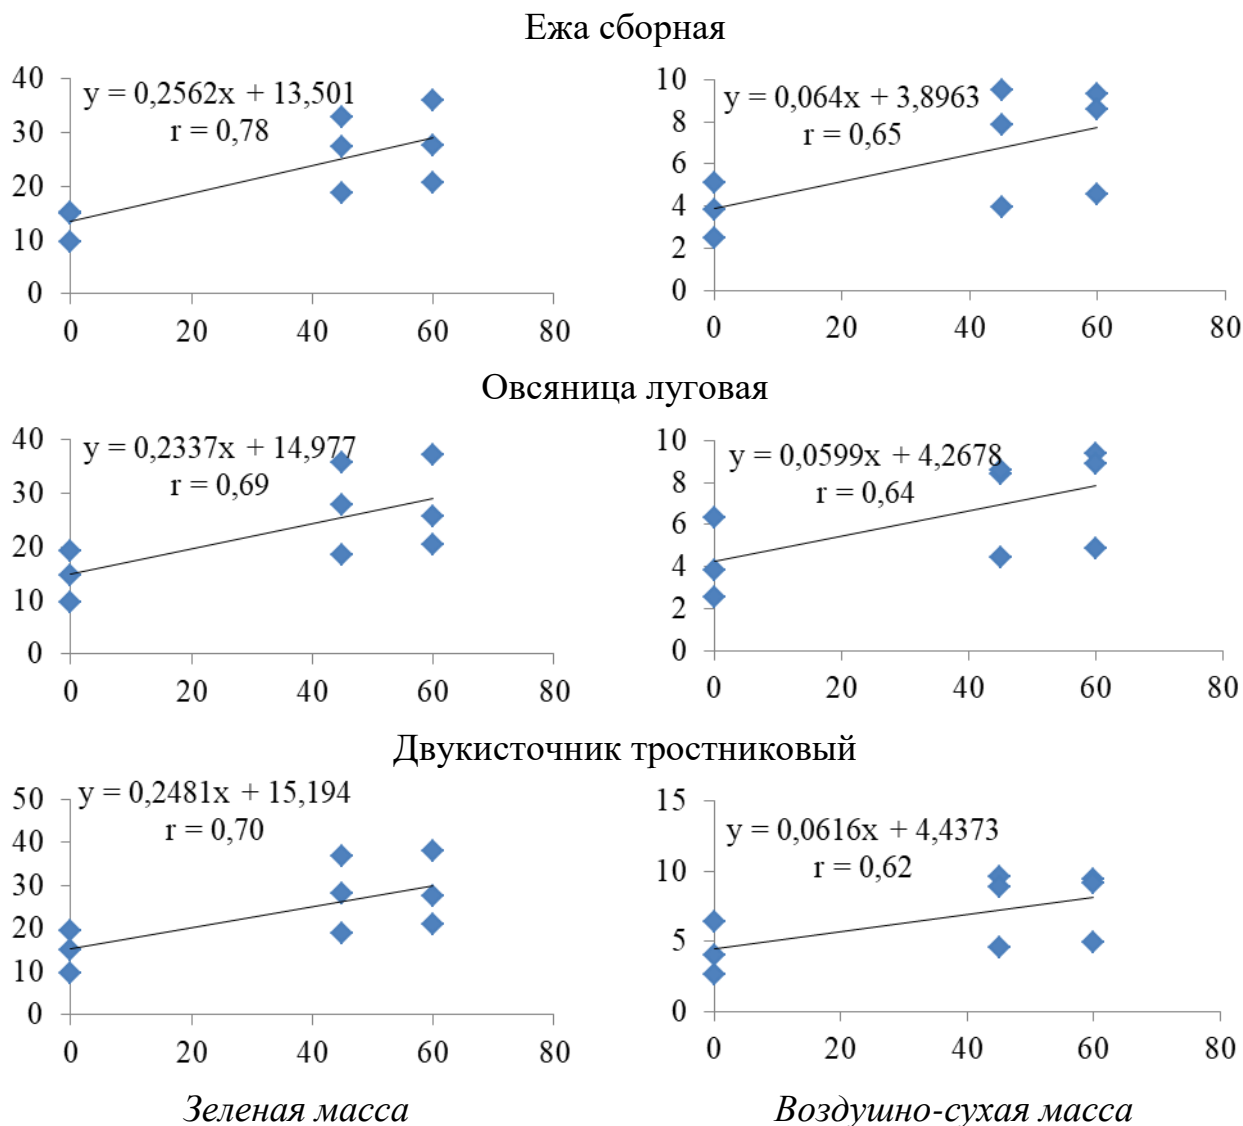 Ежа сборная
y = 0,2562x + 13,501
r = 0,78
40
30
20
10
0
0 20 40 60 80
y = 0,064x + 3,8963
r = 0,65
10
8
6
4
2
0
0 20 40 60 80
Овсяница луговая
y = 0,2337x + 14,977
r = 0,69
40
30
20
10
0
0 20 40 60 80
y = 0,0599x + 4,2678
r = 0,64
10
8
6
4
2
0
0 20 40 60 80
Двукисточник тростниковый
y = 0,2481x + 15,194
r = 0,70
50
40
30
20
10
0
0 20 40 60 80
y = 0,0616x + 4,4373
r = 0,62
15
10
5
0
0 20 40 60 80
Зеленая масса
Воздушно-сухая масса